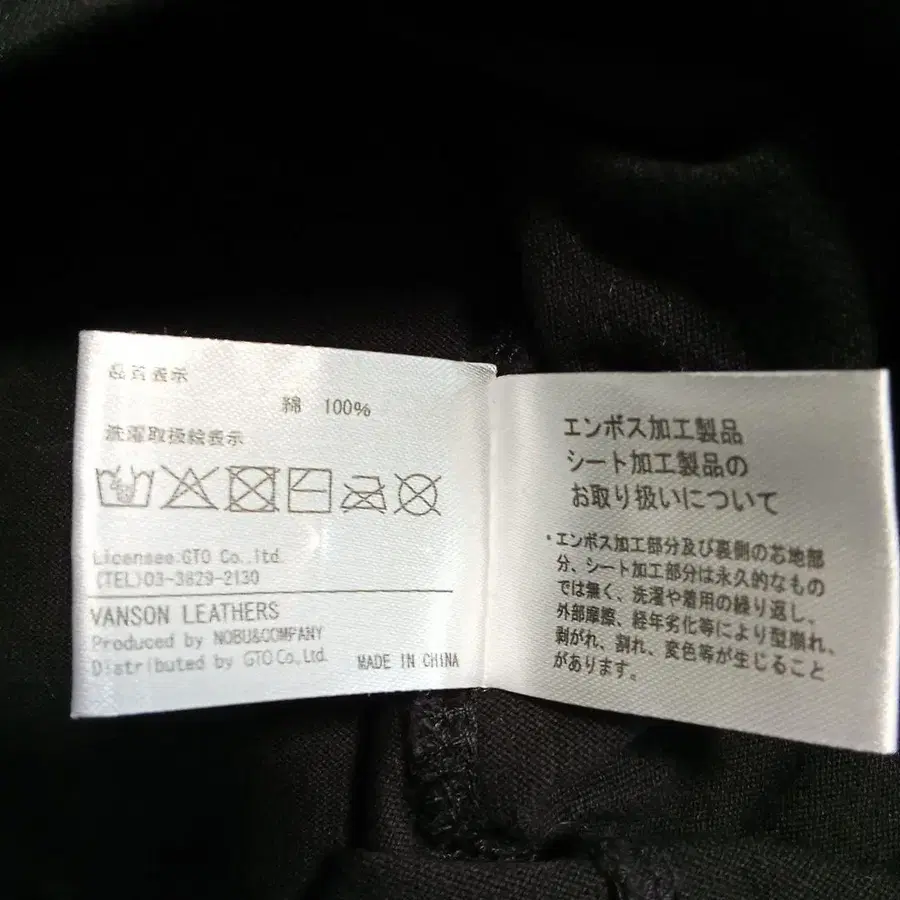 品質表示
綿 100%
洗濯取扱絵表示
Licensee:GTO Co.,ltd.
(TEL)03-3829-2130
VANSON LEATHERS
Produced by NOBU&COMPANY
Distributed by GTO Co., Ltd.
MADE IN CHINA
エンボス加工製品
シート加工製品の
お取り扱いについて
・エンボス加工部分及び裏側の芯地部
分、シート加工部分は永久的なもの
では無く、洗濯や着用の繰り返し、
外部摩擦、経年劣化等により型崩れ、
剥がれ、割れ、変色等が生じること
があります。